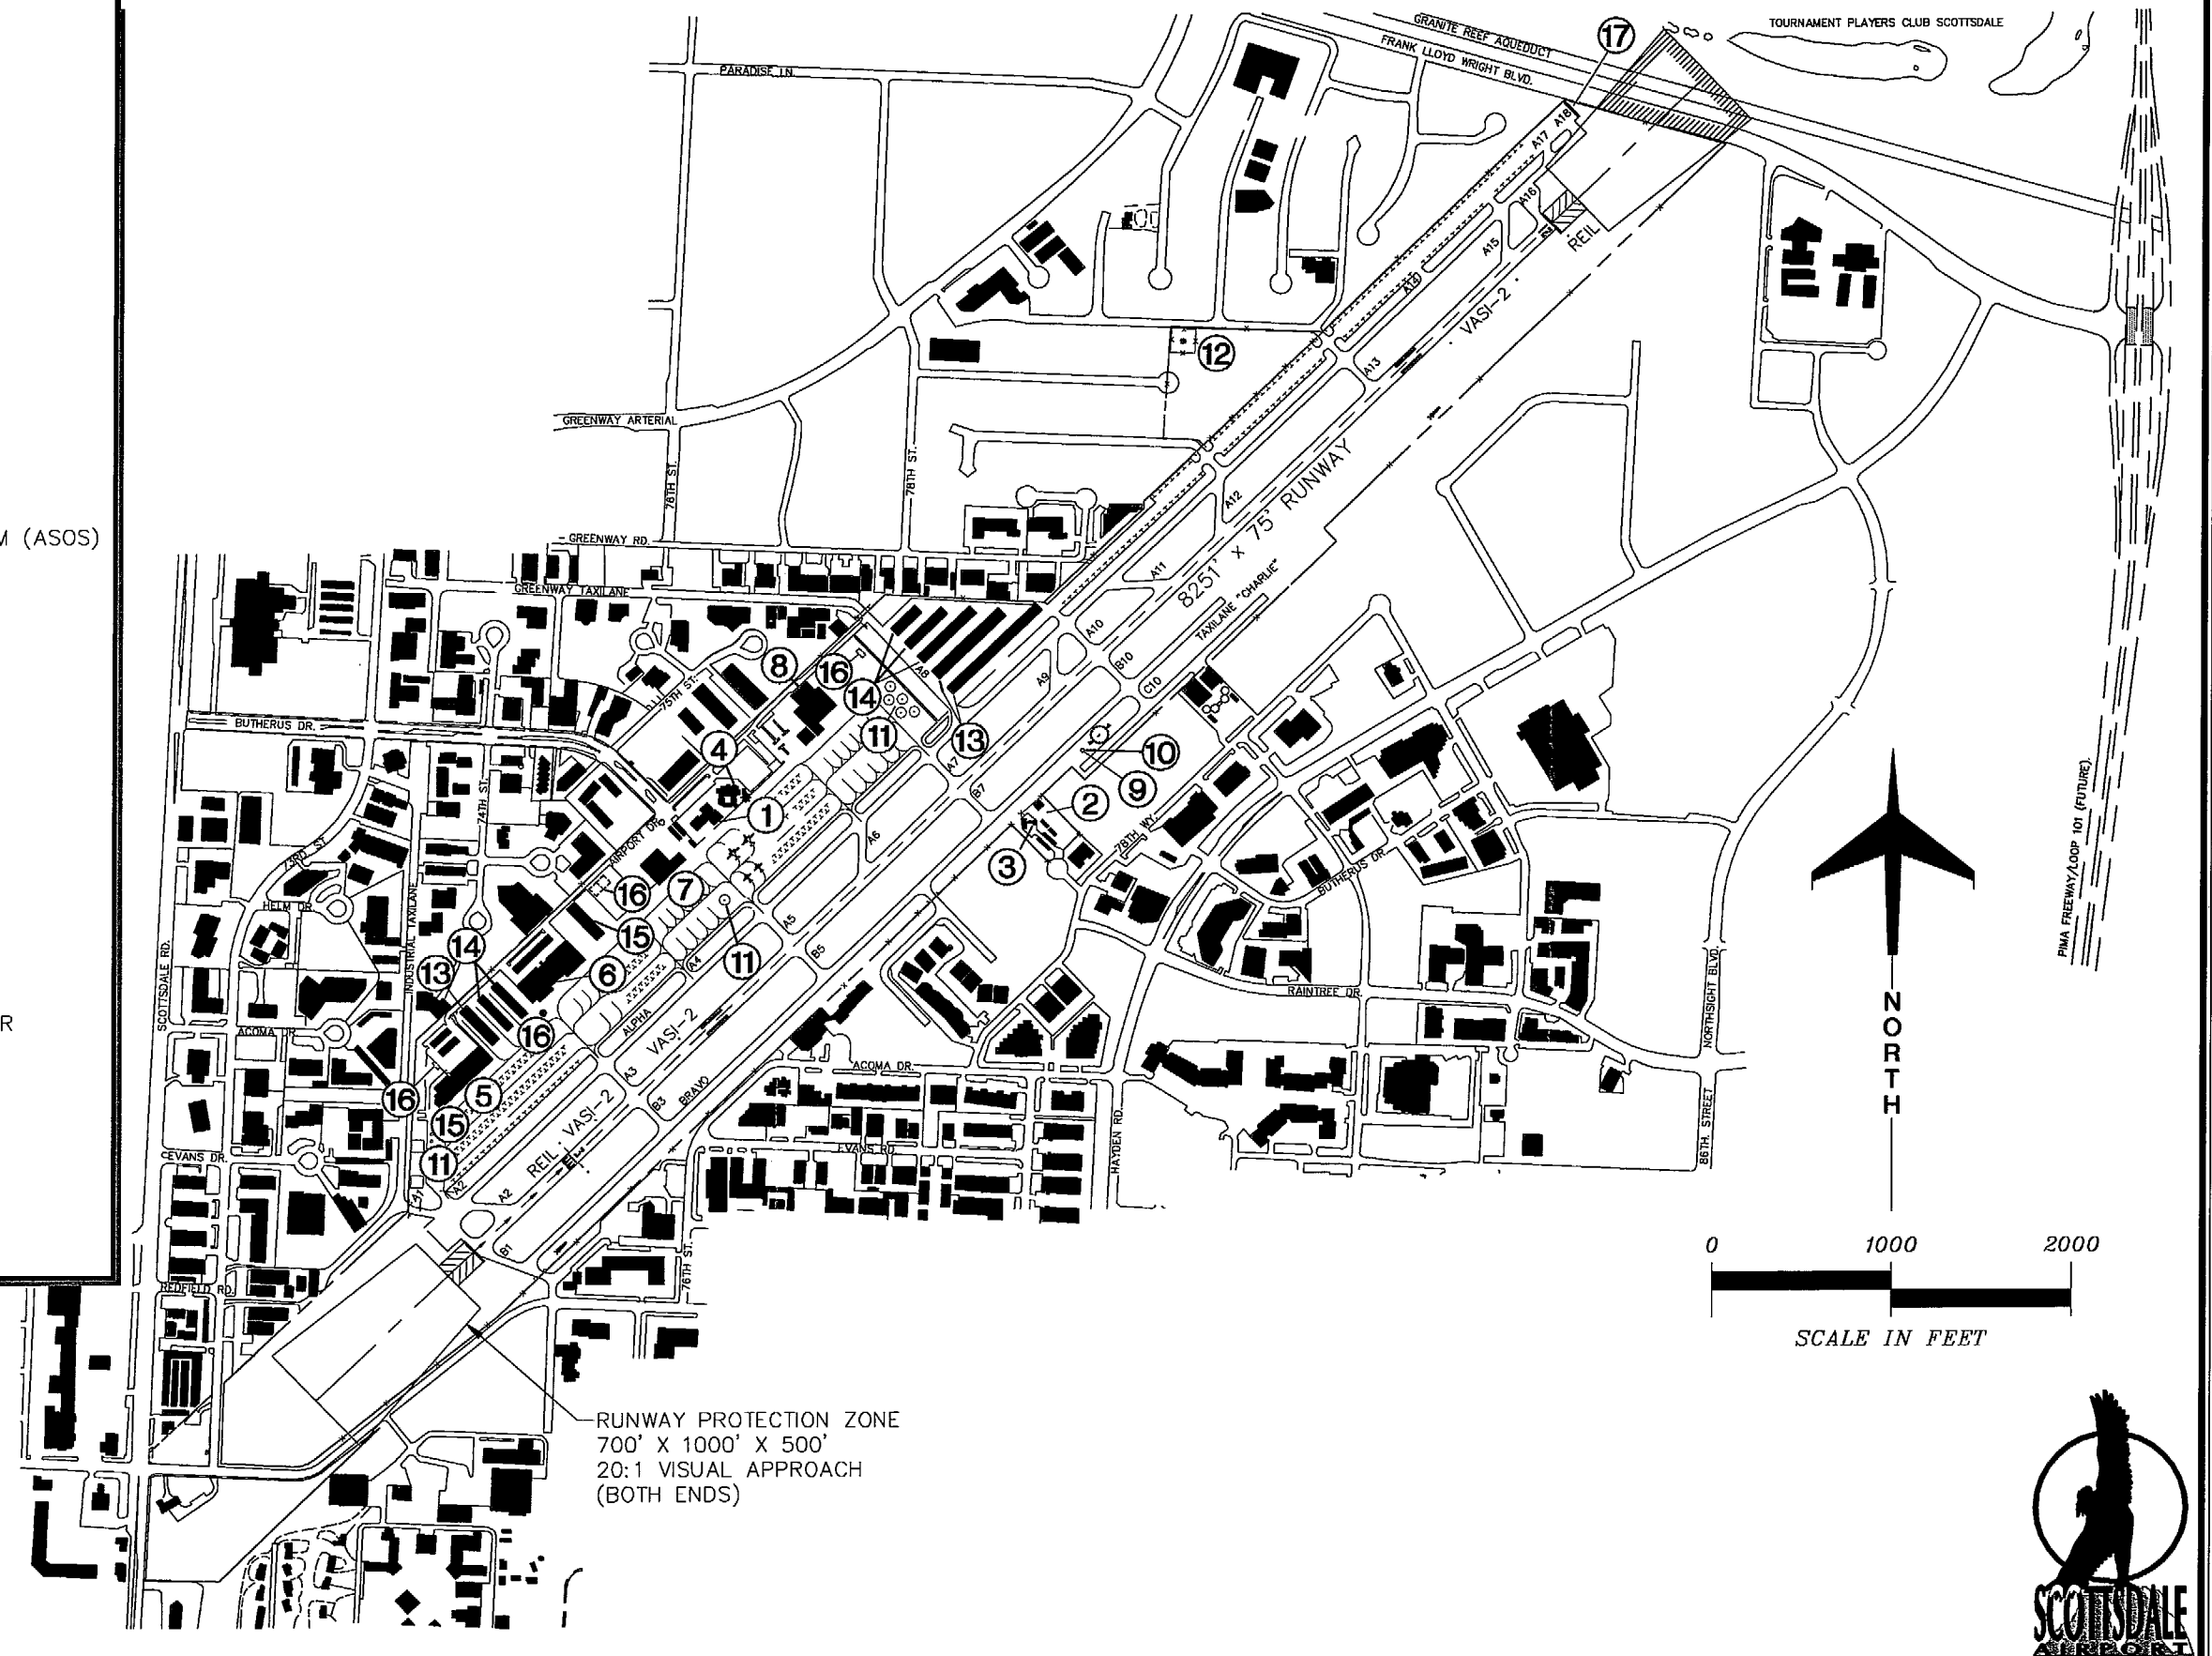 GRANITE REEF AQUEDUCT
FRANK LLOYD WRIGHT BLVD.
17
TOURNAMENT PLAYERS CLUB SCOTTSDALE
PARADISE LN.
A18
A17
A16
A15
REIL
A14
VASI-2
12
A13
GREENWAY ARTERIAL
76TH ST.
78TH ST.
A12
8251' X 75' RUNWAY
M (ASOS)
GREENWAY RD.
A11
TAXILANE "CHARLIE"
GREENWAY TAXILANE
A10
B10
A9
C10
8
16
14
A8
75TH ST.
BUTHERUS DR.
4
11
13
A7
10
9
B7
2
1
74TH ST.
AIRPORT DR.
A6
3
78TH WY.
BUTHERUS DR.
PIMA FREEWAY/LOOP 101 (FUTURE).
73RD ST.
16
7
HELM DR.
INDUSTRIAL TAXILANE
15
A5
B5
14
13
6
A4
11
SCOTTSDALE RD.
RAINTREE DR.
NORTHSIGHT BLVD.
NORTH
R
ACOMA DR.
16
ALPHA
VASI-2
A3
ACOMA DR.
16
5
B3
BRAVO
15
VASI-2
REIL
HAYDEN RD.
86TH. STREET
EVANS DR.
11
EVANS RD.
A1
A2
A2
B1
76TH ST.
REDFIELD RD.
0 1000 2000
SCALE IN FEET
RUNWAY PROTECTION ZONE
700' X 1000' X 500'
20:1 VISUAL APPROACH
(BOTH ENDS)
SCOTTSDALE
AIRPORT